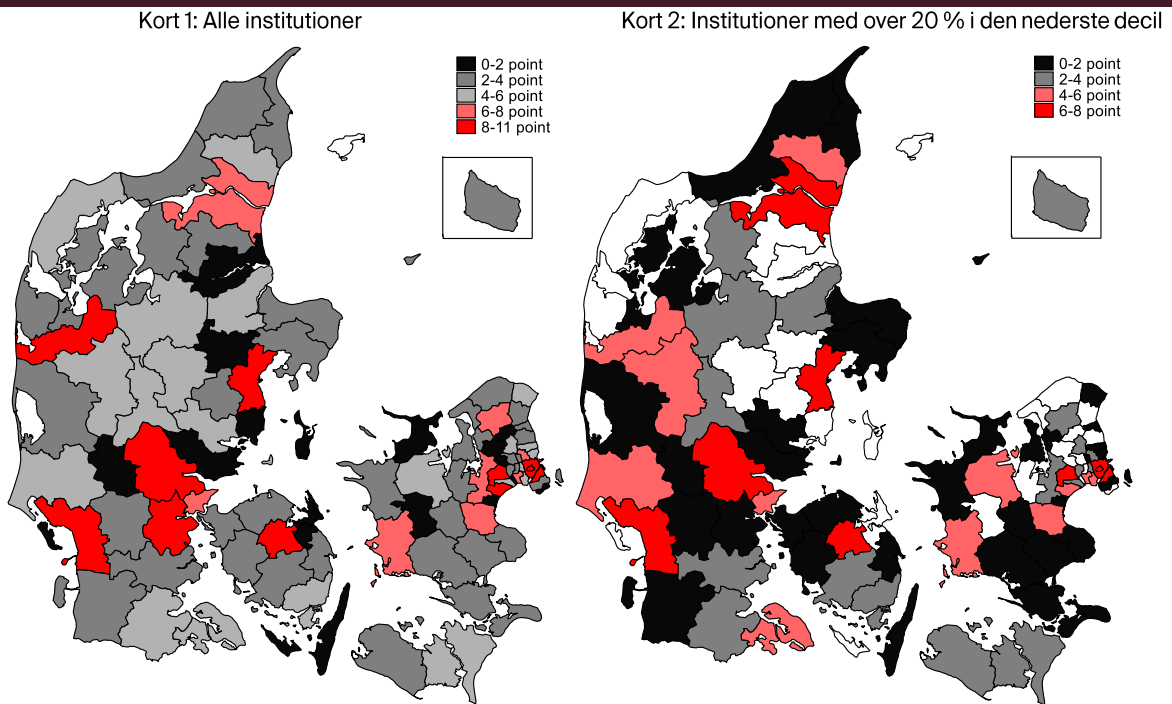 Kort 1: Alle institutioner
0-2 point
2-4 point
4-6 point
6-8 point
8-11 point
Kort 2: Institutioner med over 20 % i den nederste decil
0-2 point
2-4 point
4-6 point
6-8 point